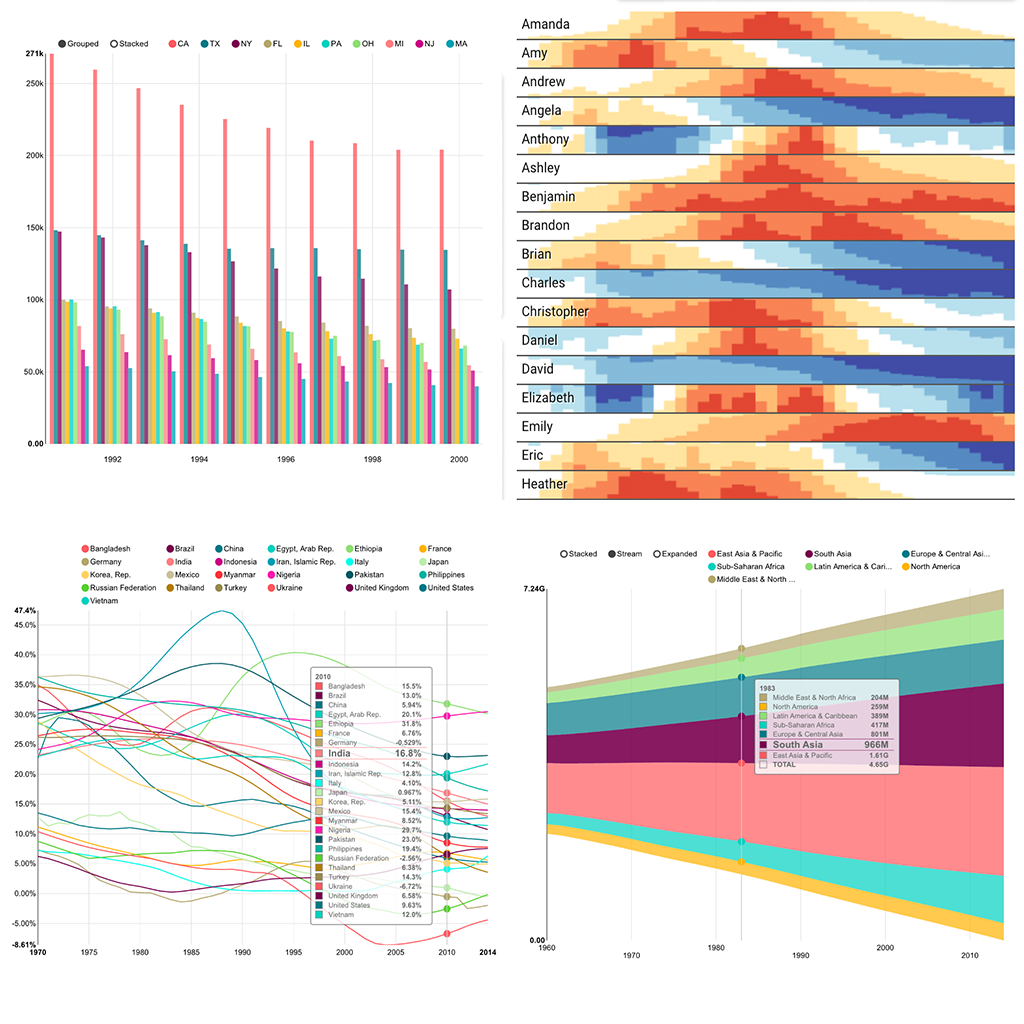 Grouped Stacked CA TX NY FL IL PA OH MI NJ MA
271k
250k
200k
150k
100k
50.0k
0.00
1992 1994 1996 1998 2000
Amanda
Amy
Andrew
Angela
Anthony
Ashley
Benjamin
Brandon
Brian
Charles
Christopher
Daniel
David
Elizabeth
Emily
Eric
Heather
Bangladesh Brazil China Egypt, Arab Rep. Ethiopia France
Germany India Indonesia Iran, Islamic Rep. Italy Japan
Korea, Rep. Mexico Myanmar Nigeria Pakistan Philippines
Russian Federation Thailand Turkey Ukraine United Kingdom United States
Vietnam
47.4%
45.0%
40.0%
35.0%
30.0%
25.0%
20.0%
15.0%
10.0%
5.00%
0.00%
-5.00%
-8.61%
1970 1975 1980 1985 1990 1995 2000 2005 2010 2014
2010
Bangladesh 15.5%
Brazil 13.0%
China 5.94%
Egypt, Arab Rep. 20.1%
Ethiopia 31.8%
France 6.76%
Germany -0.529%
India 16.8%
Indonesia 14.2%
Iran, Islamic Rep. 12.8%
Italy 4.10%
Japan 0.967%
Korea, Rep. 5.11%
Mexico 15.4%
Myanmar 8.52%
Nigeria 29.7%
Pakistan 23.0%
Philippines 19.4%
Russian Federation -2.56%
Thailand 6.38%
Turkey 14.3%
Ukraine -6.72%
United Kingdom 6.58%
United States 9.63%
Vietnam 12.0%
Stacked Stream Expanded East Asia & Pacific South Asia Europe & Central Asi...
Sub-Saharan Africa Latin America & Cari... North America
Middle East & North ...
7.24G
0.00
1960 1970 1980 1990 2000 2010
1983
Middle East & North Africa 204M
North America 259M
Latin America & Caribbean 389M
Sub-Saharan Africa 417M
Europe & Central Asia 801M
South Asia 966M
East Asia & Pacific 1.61G
TOTAL 4.65G